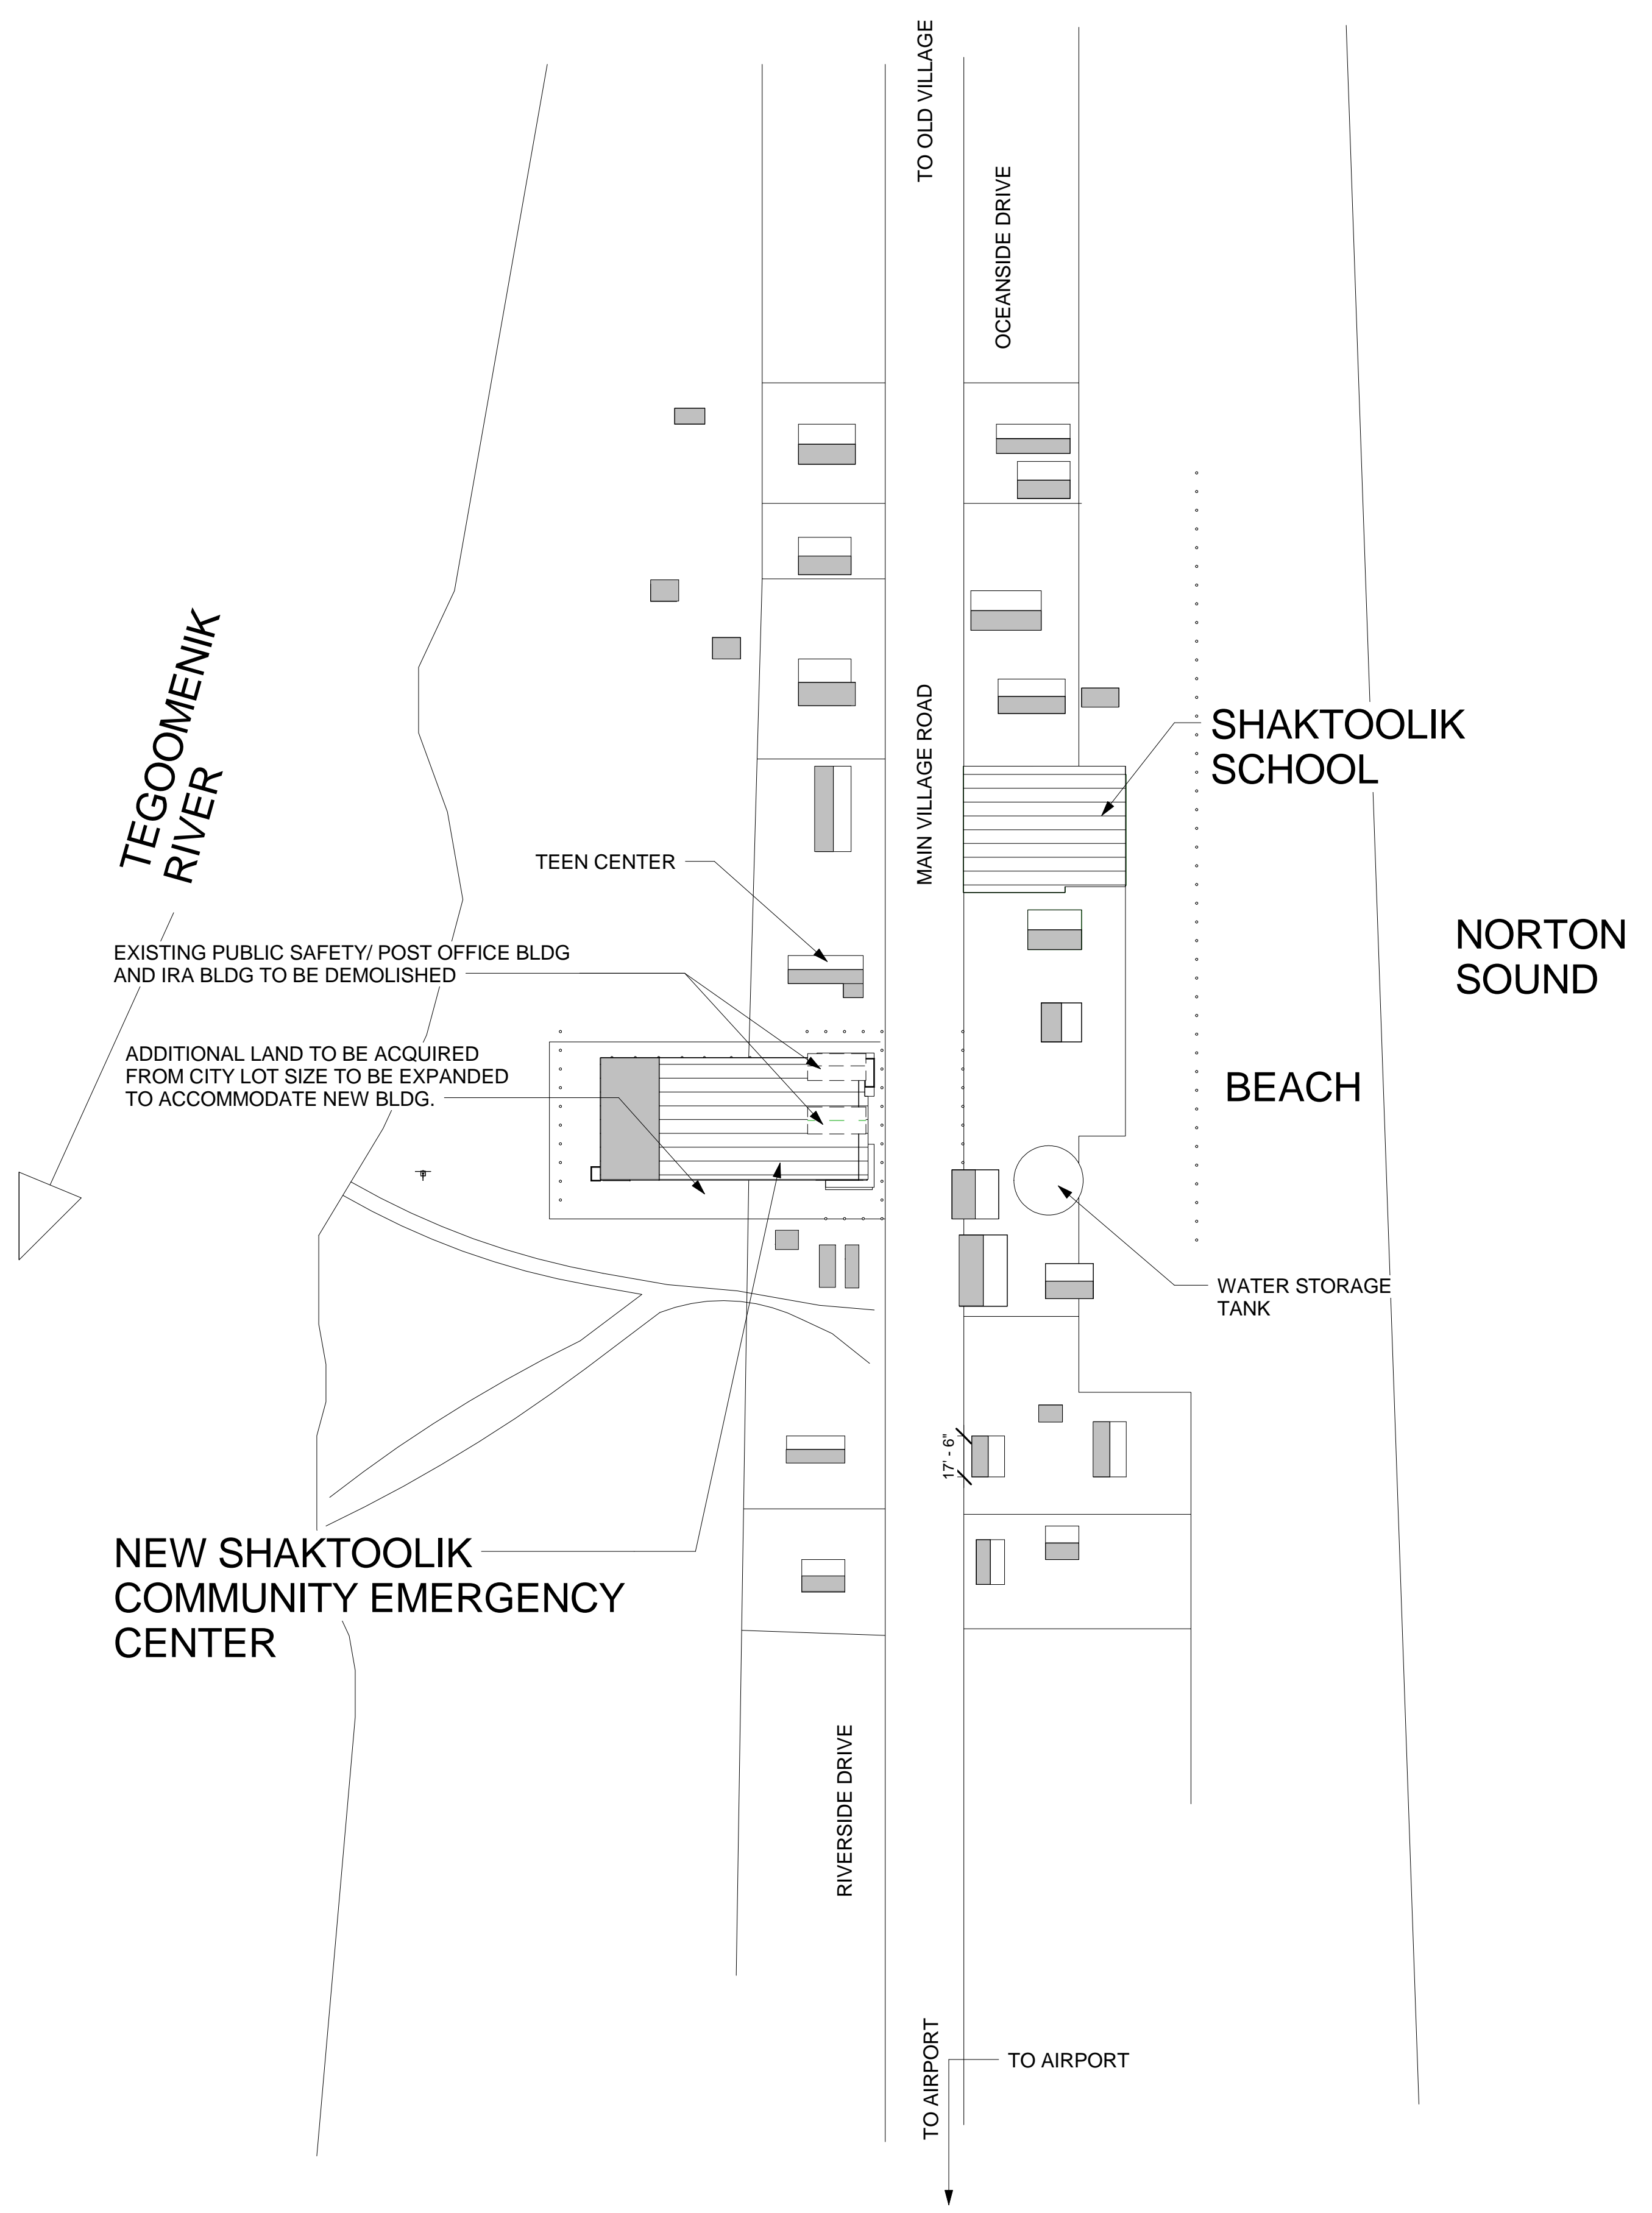 TO OLD VILLAGE
OCEANSIDE DRIVE
TEGOOMENIK
RIVER
MAIN VILLAGE ROAD
SHAKTOOLIK
SCHOOL
TEEN CENTER
EXISTING PUBLIC SAFETY/ POST OFFICE BLDG
AND IRA BLDG TO BE DEMOLISHED
NORTON
SOUND
ADDITIONAL LAND TO BE ACQUIRED
FROM CITY LOT SIZE TO BE EXPANDED
TO ACCOMMODATE NEW BLDG.
BEACH
WATER STORAGE
TANK
17' - 6"
NEW SHAKTOOLIK
COMMUNITY EMERGENCY
CENTER
RIVERSIDE DRIVE
TO AIRPORT
TO AIRPORT